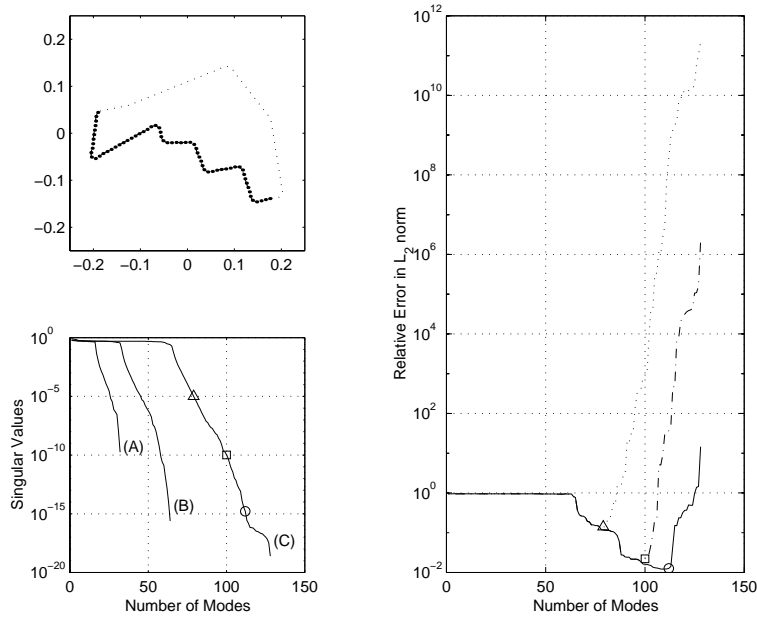 0.2
0.1
0
−0.1
−0.2
−0.2 −0.1 0 0.1 0.2
10^0
10^−5
10^−10
10^−15
10^−20
Singular Values
(A)
(B)
(C)
0 50 100 150
Number of Modes
10^12
10^10
10^8
10^6
10^4
10^2
10^0
10^−2
Relative Error in L_2 norm
0 50 100 150
Number of Modes